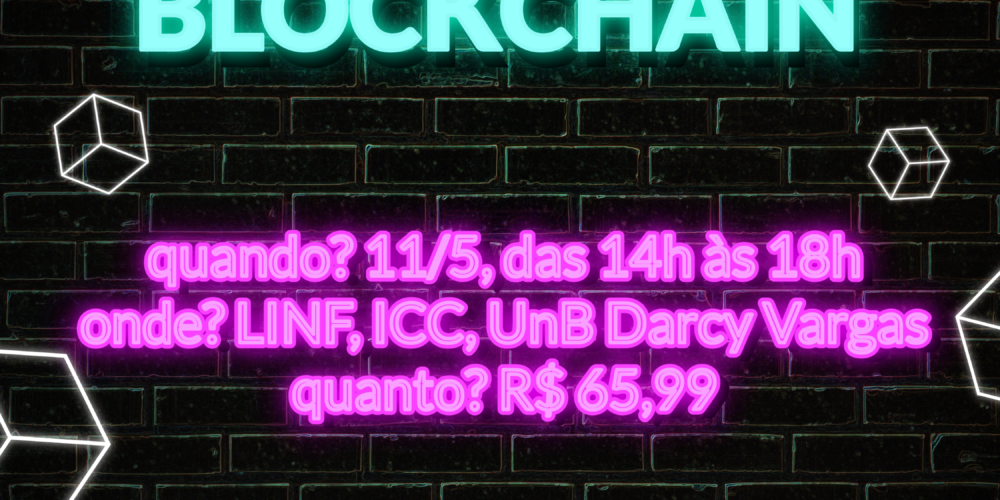 BLOCKCHAIN
quando? 11/5, das 14h às 18h
onde? LINF, ICC, UnB Darcy Vargas
quanto? R$ 65,99